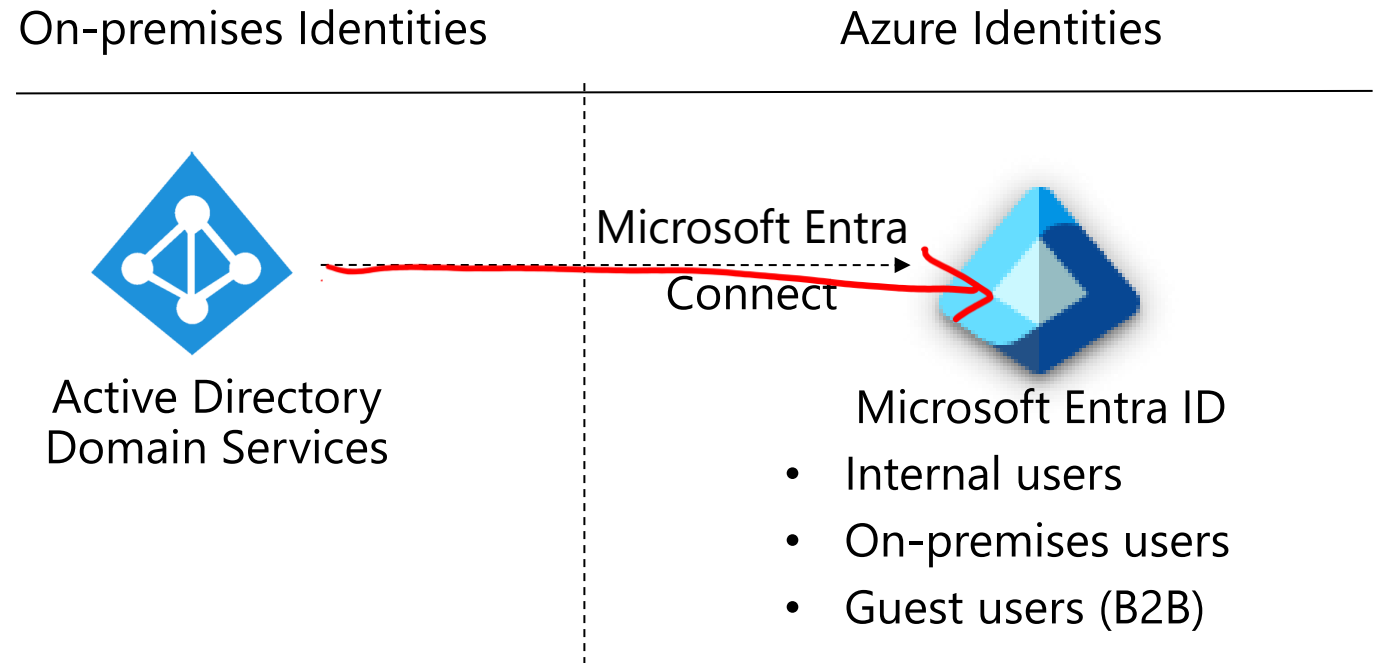 On-premises Identities
Azure Identities
Microsoft Entra
Connect
Active Directory
Domain Services
Microsoft Entra ID
• Internal users
• On-premises users
• Guest users (B2B)